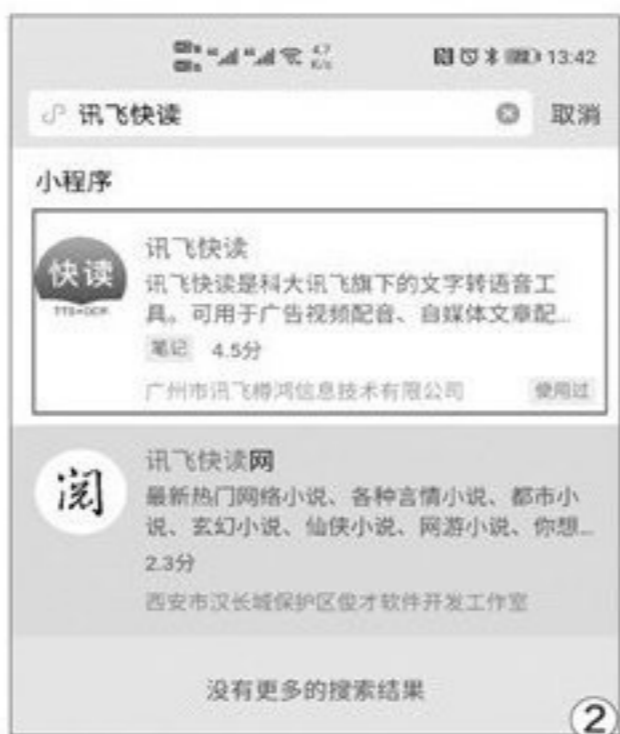 4.7
K/s
13:42
讯飞快读
取消
小程序
快读
TTS+OCR
讯飞快读
讯飞快读是科大讯飞旗下的文字转语音工
具。可用于广告视频配音、自媒体文章配...
笔记 4.5分
广州市讯飞樽鸿信息技术有限公司 使用过
阅
讯飞快读网
最新热门网络小说、各种言情小说、都市小
说、玄幻小说、仙侠小说、网游小说、你想...
2.3分
西安市汉长城保护区俊才软件开发工作室
没有更多的搜索结果
②